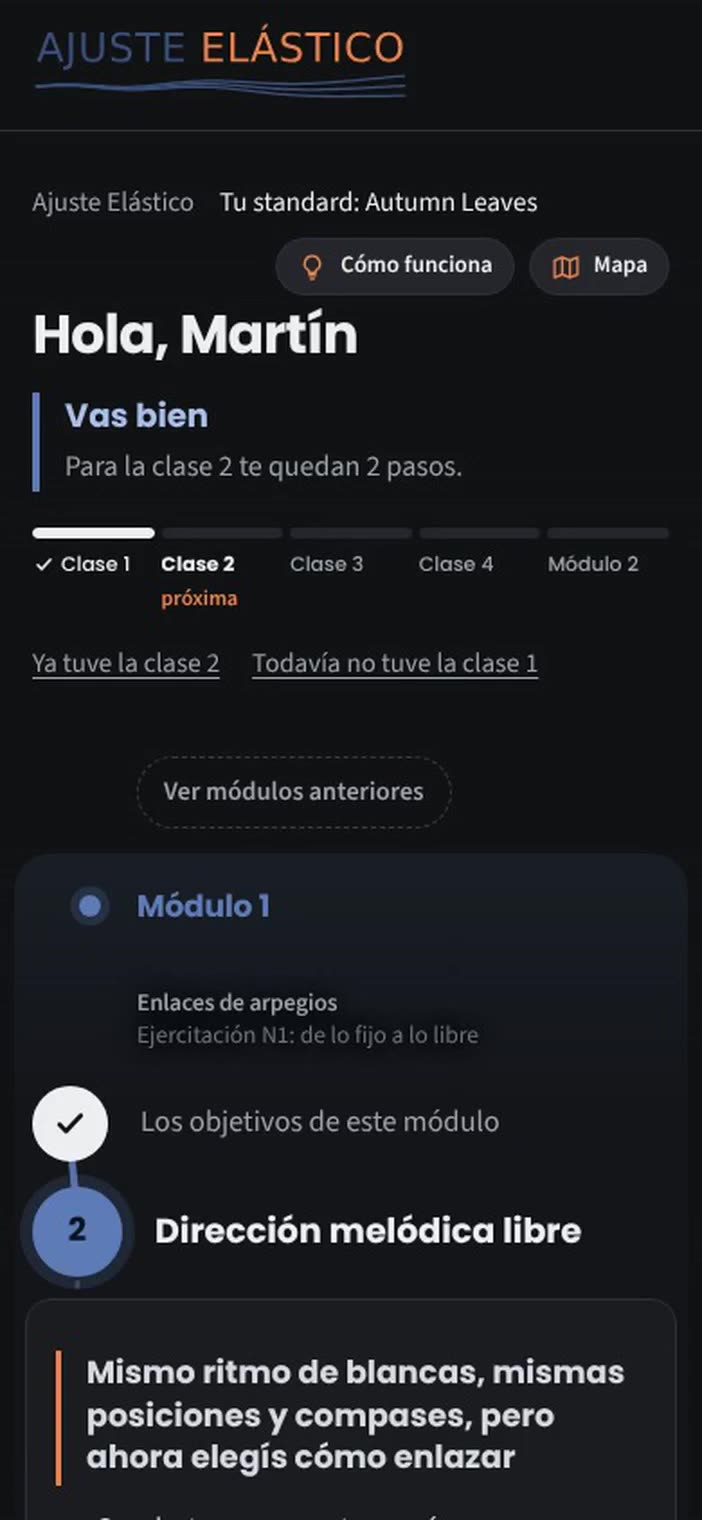 AJUSTE ELÁSTICO
Ajuste Elástico Tu standard: Autumn Leaves
Cómo funciona Mapa
Hola, Martín
Vas bien
Para la clase 2 te quedan 2 pasos.
Clase 1 Clase 2 Clase 3 Clase 4 Módulo 2
próxima
Ya tuve la clase 2 Todavía no tuve la clase 1
Ver módulos anteriores
Módulo 1
Enlaces de arpegios
Ejercitación N1: de lo fijo a lo libre
Los objetivos de este módulo
2 Dirección melódica libre
Mismo ritmo de blancas, mismas
posiciones y compases, pero
ahora elegís cómo enlazar